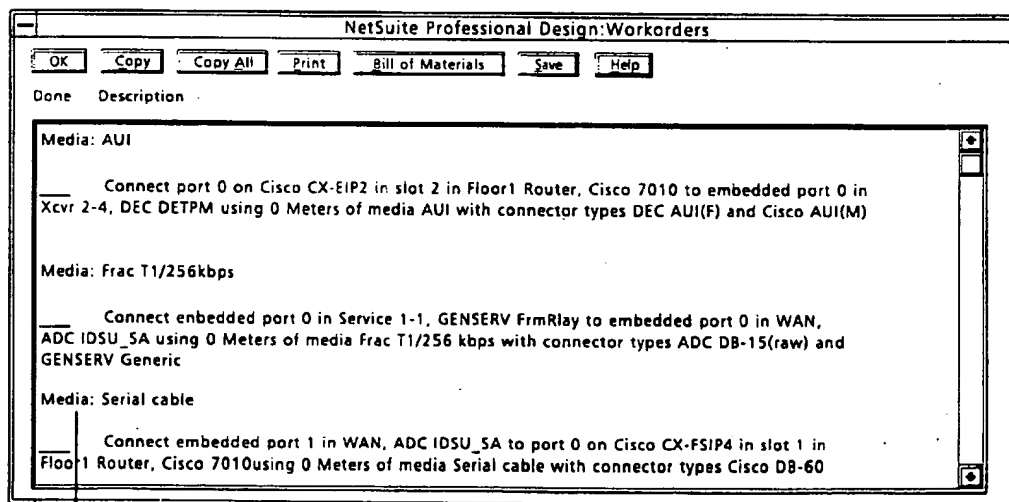 NetSuite Professional Design:Workorders
OK Copy Copy All Print Bill of Materials Save Help
Done Description
Media: AUI
___ Connect port 0 on Cisco CX-EIP2 in slot 2 in Floor1 Router, Cisco 7010 to embedded port 0 in
Xcvr 2-4, DEC DETPM using 0 Meters of media AUI with connector types DEC AUI(F) and Cisco AUI(M)
Media: Frac T1/256kbps
___ Connect enbedded port 0 in Service 1-1, GENSERV FrmRlay to embedded port 0 in WAN,
ADC IDSU_SA using 0 Meters of media Frac T1/256 kbps with connector types ADC DB-15(raw) and
GENSERV Generic
Media: Serial cable
___ Connect embedded port 1 in WAN, ADC IDSU_SA to port 0 on Cisco CX-FSIP4 in slot 1 in
Floor1 Router, Cisco 7010using 0 Meters of media Serial cable with connector types Cisco DB-60